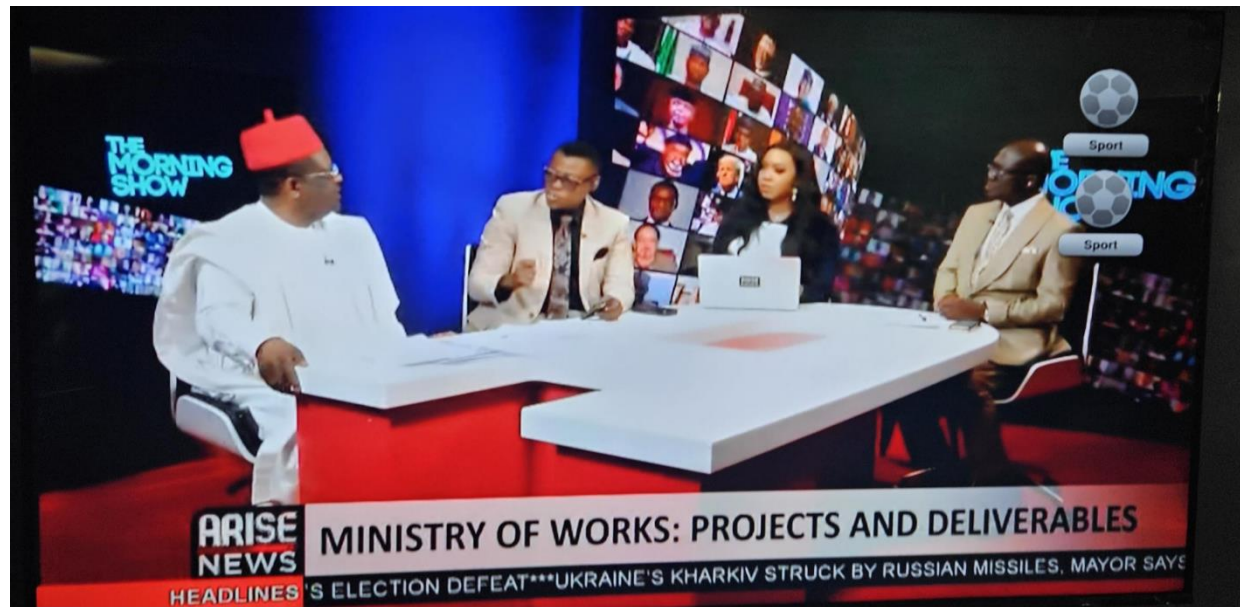 THE
MORNING
SHOW
Sport
Sport
ARISE
NEWS
MINISTRY OF WORKS: PROJECTS AND DELIVERABLES
HEADLINES
'S ELECTION DEFEAT***UKRAINE'S KHARKIV STRUCK BY RUSSIAN MISSILES, MAYOR SAYS